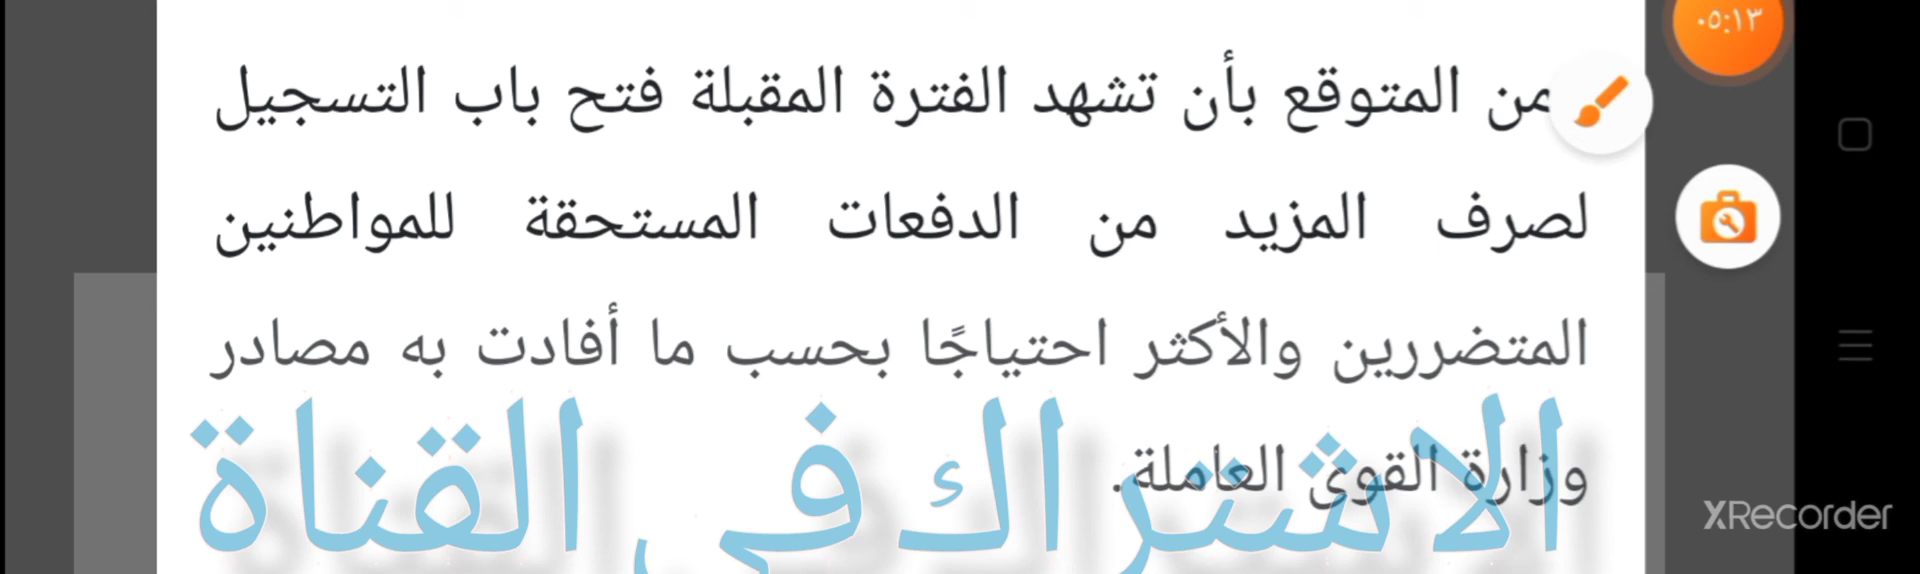 ٠٥:١٣
من المتوقع بأن تشهد الفترة المقبلة فتح باب التسجيل
لصرف المزيد من الدفعات المستحقة للمواطنين
المتضررين والأكثر احتياجًا بحسب ما أفادت به مصادر
وزارة القوى العاملة.
الاشتراك في القناة
XRecorder